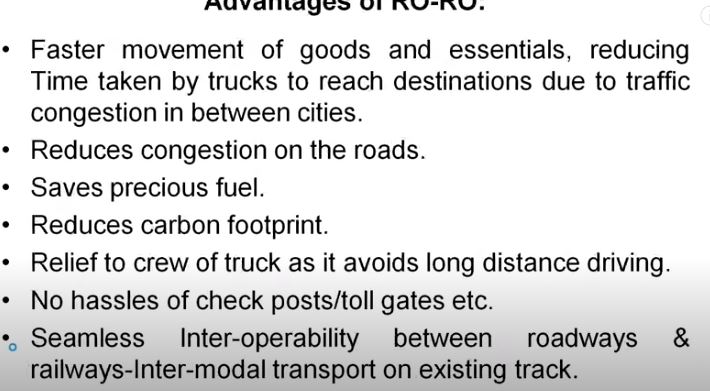 Advantages of RO-RO:
• Faster movement of goods and essentials, reducing
Time taken by trucks to reach destinations due to traffic
congestion in between cities.
• Reduces congestion on the roads.
• Saves precious fuel.
• Reduces carbon footprint.
• Relief to crew of truck as it avoids long distance driving.
• No hassles of check posts/toll gates etc.
• Seamless Inter-operability between roadways &
railways-Inter-modal transport on existing track.